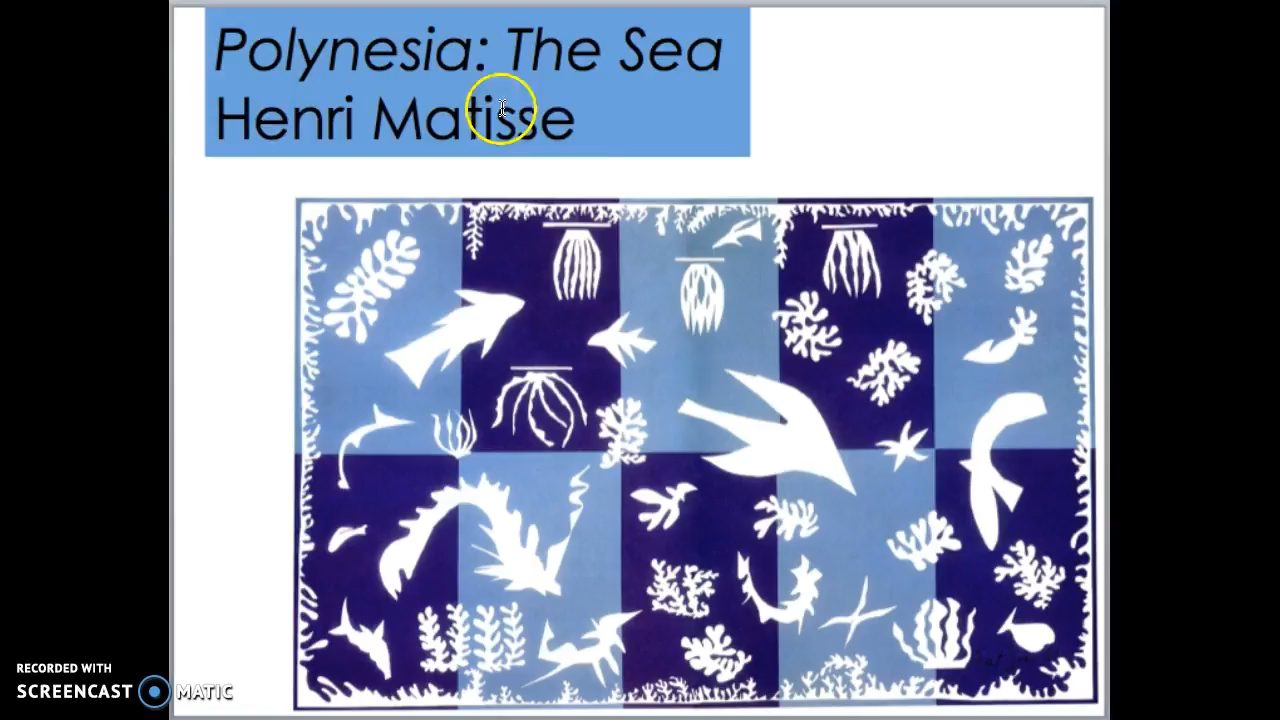 Polynesia: The Sea
Henri Matisse
RECORDED WITH
SCREENCAST MATIC